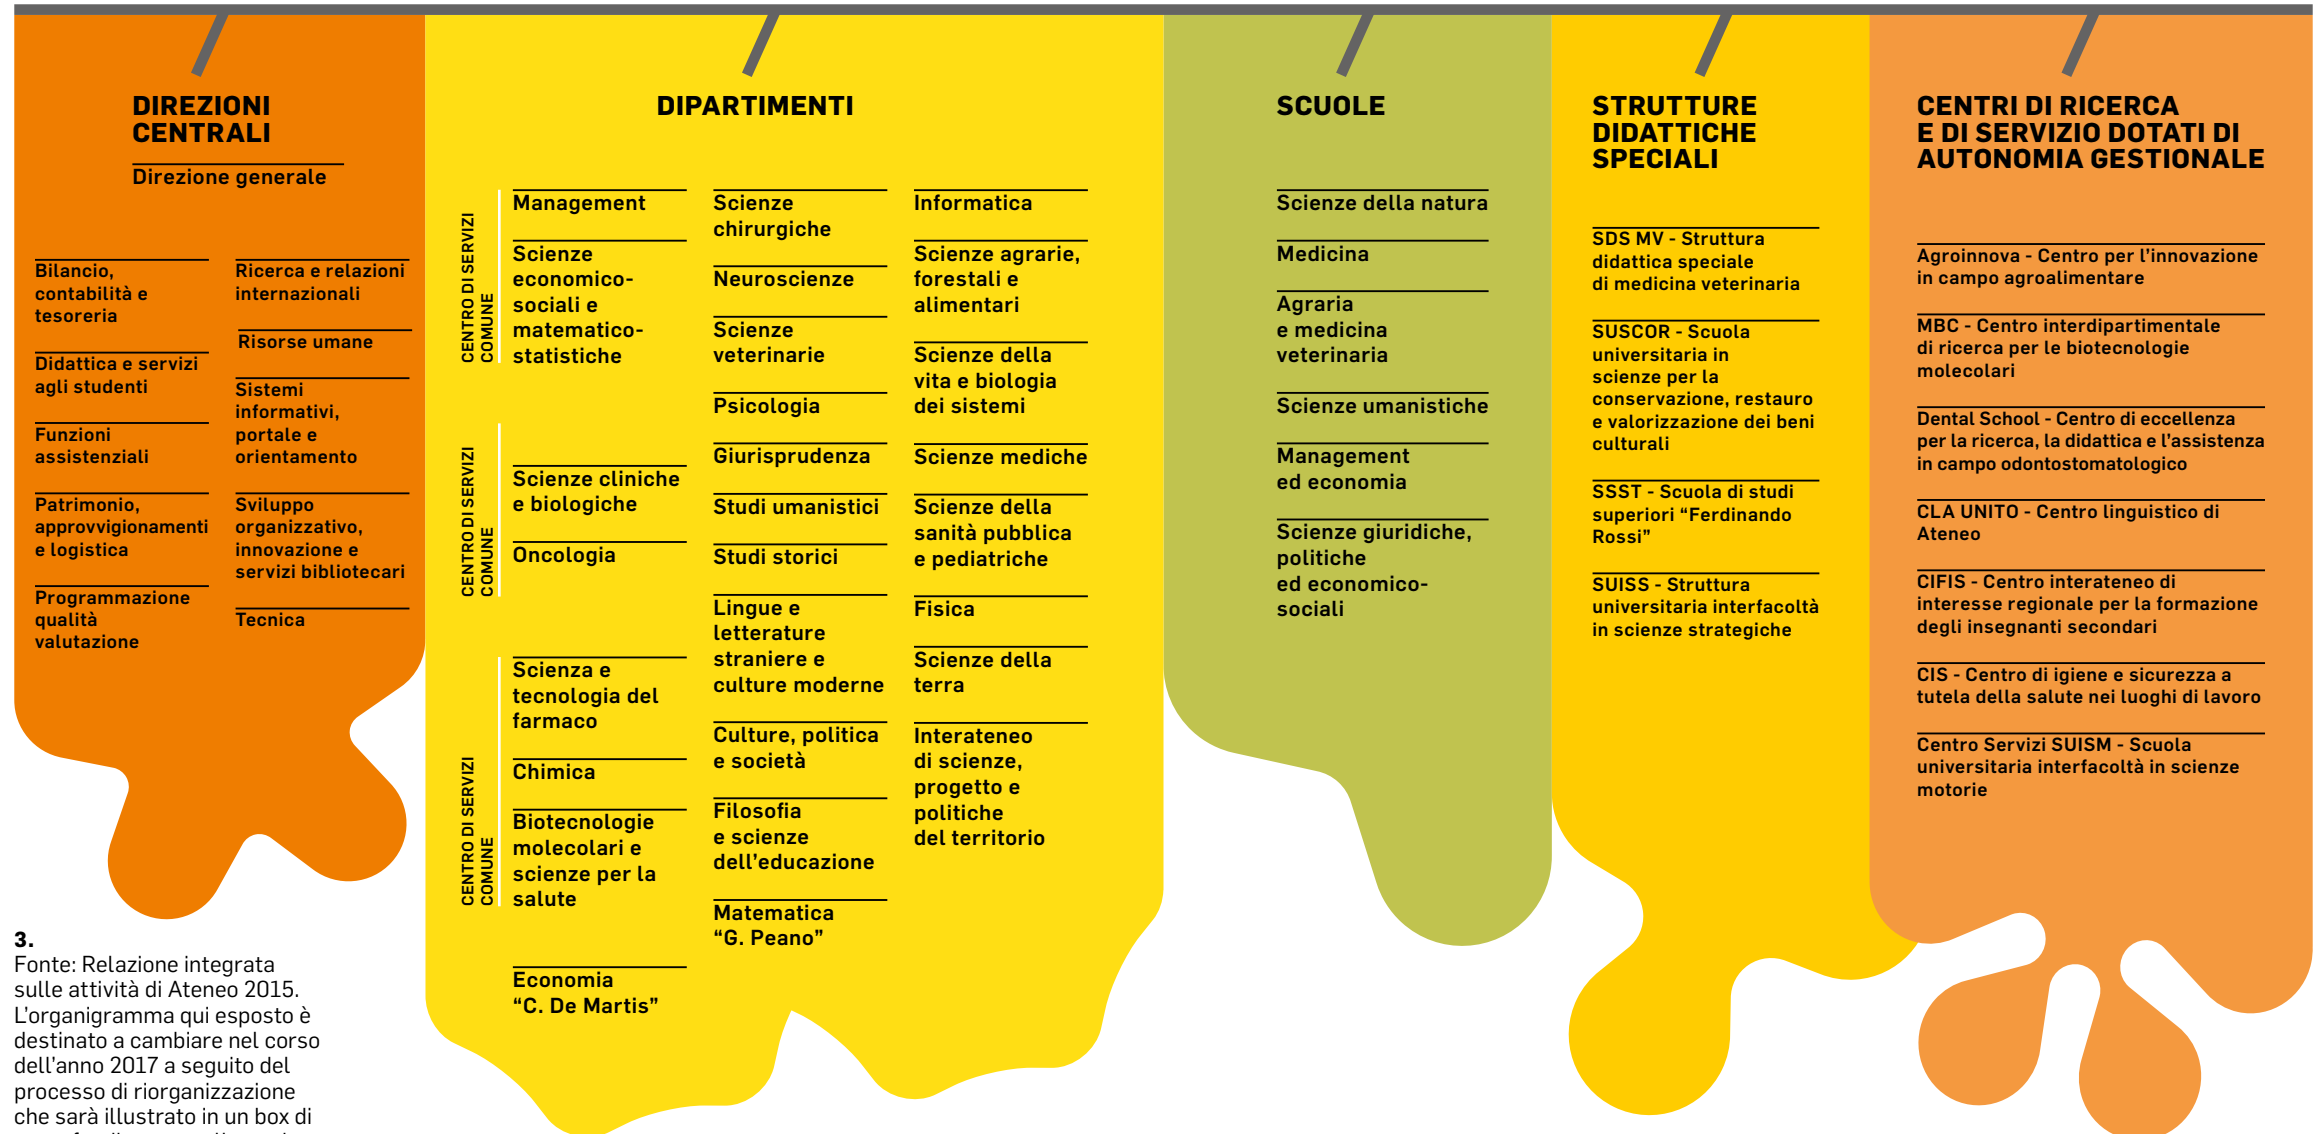 DIREZIONI
CENTRALI
Direzione generale
Bilancio,
contabilità e
tesoreria
Didattica e servizi
agli studenti
Funzioni
assistenziali
Patrimonio,
approvvigionamenti
e logistica
Programmazione
qualità
valutazione
Ricerca e relazioni
internazionali
Risorse umane
Sistemi
informativi,
portale e
orientamento
Sviluppo
organizzativo,
innovazione e
servizi bibliotecari
Tecnica
DIPARTIMENTI
CENTRO DI SERVIZI
COMUNE
Management
Scienze
economico-
sociali e
matematico-
statistiche
CENTRO DI SERVIZI
COMUNE
Scienze cliniche
e biologiche
Oncologia
CENTRO DI SERVIZI
COMUNE
Scienza e
tecnologia del
farmaco
Chimica
Biotecnologie
molecolari e
scienze per la
salute
Economia
“C. De Martis”
Scienze
chirurgiche
Neuroscienze
Scienze
veterinarie
Psicologia
Giurisprudenza
Studi umanistici
Studi storici
Lingue e
letterature
straniere e
culture moderne
Culture, politica
e società
Filosofia
e scienze
dell’educazione
Matematica
“G. Peano”
Informatica
Scienze agrarie,
forestali e
alimentari
Scienze della
vita e biologia
dei sistemi
Scienze mediche
Scienze della
sanità pubblica
e pediatriche
Fisica
Scienze della
terra
Interateneo
di scienze,
progetto e
politiche
del territorio
SCUOLE
Scienze della natura
Medicina
Agraria
e medicina
veterinaria
Scienze umanistiche
Management
ed economia
Scienze giuridiche,
politiche
ed economico-
sociali
STRUTTURE
DIDATTICHE
SPECIALI
SDS MV - Struttura
didattica speciale
di medicina veterinaria
SUSCOR - Scuola
universitaria in
scienze per la
conservazione, restauro
e valorizzazione dei beni
culturali
SSST - Scuola di studi
superiori “Ferdinando
Rossi”
SUISS - Struttura
universitaria interfacoltà
in scienze strategiche
CENTRI DI RICERCA
E DI SERVIZIO DOTATI DI
AUTONOMIA GESTIONALE
Agroinnova - Centro per l’innovazione
in campo agroalimentare
MBC - Centro interdipartimentale
di ricerca per le biotecnologie
molecolari
Dental School - Centro di eccellenza
per la ricerca, la didattica e l’assistenza
in campo odontostomatologico
CLA UNITO - Centro linguistico di
Ateneo
CIFIS - Centro interateneo di
interesse regionale per la formazione
degli insegnanti secondari
CIS - Centro di igiene e sicurezza a
tutela della salute nei luoghi di lavoro
Centro Servizi SUISM - Scuola
universitaria interfacoltà in scienze
motorie
3.
Fonte: Relazione integrata
sulle attività di Ateneo 2015.
L’organigramma qui esposto è
destinato a cambiare nel corso
dell’anno 2017 a seguito del
processo di riorganizzazione
che sarà illustrato in un box di